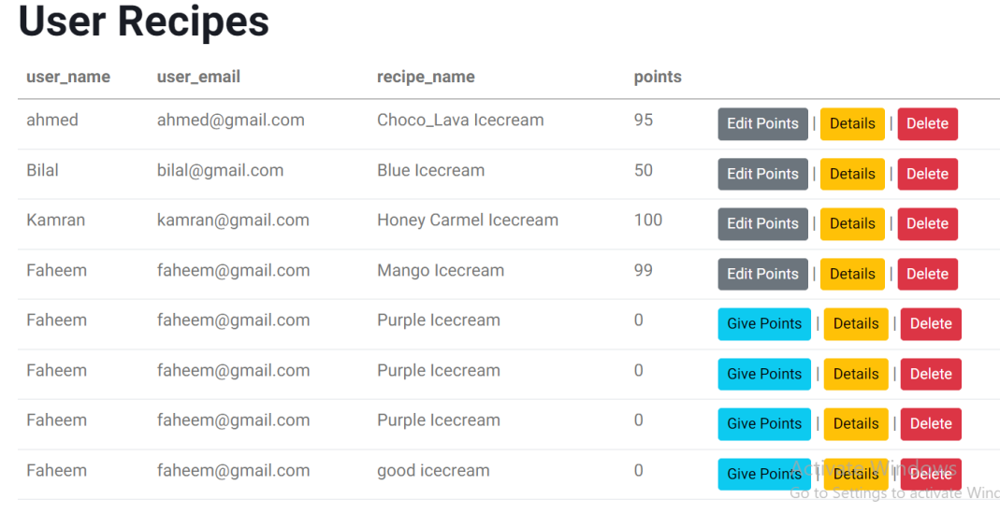 User Recipes
user_name user_email recipe_name points
ahmed ahmed@gmail.com Choco_Lava Icecream 95 Edit Points | Details | Delete
Bilal bilal@gmail.com Blue Icecream 50 Edit Points | Details | Delete
Kamran kamran@gmail.com Honey Carmel Icecream 100 Edit Points | Details | Delete
Faheem faheem@gmail.com Mango Icecream 99 Edit Points | Details | Delete
Faheem faheem@gmail.com Purple Icecream 0 Give Points | Details | Delete
Faheem faheem@gmail.com Purple Icecream 0 Give Points | Details | Delete
Faheem faheem@gmail.com Purple Icecream 0 Give Points | Details | Delete
Faheem faheem@gmail.com good icecream 0 Give Points | Details | Delete
Activate Windows
Go to Settings to activate Winc